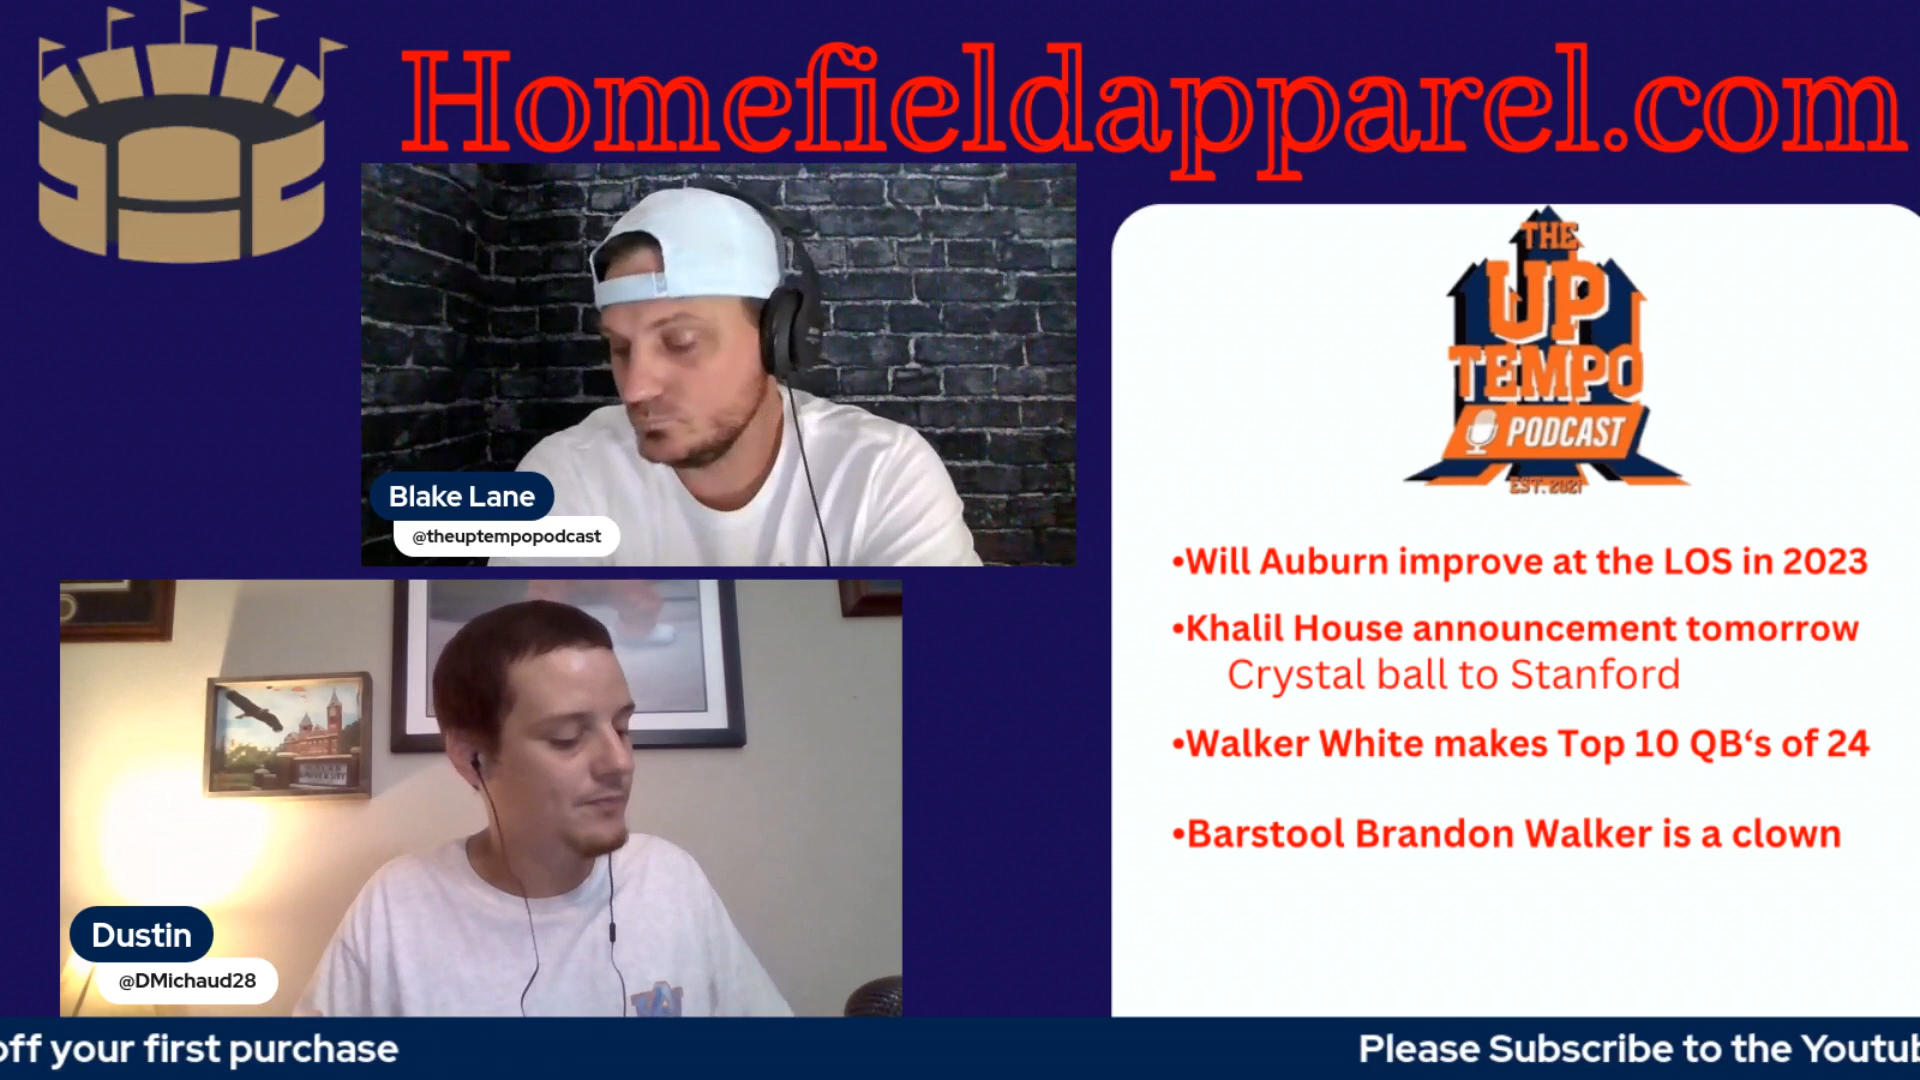 Homefieldapparel.com
THE
UP
TEMPO
PODCAST
EST. 2021
Blake Lane
@theuptempopodcast
•Will Auburn improve at the LOS in 2023
•Khalil House announcement tomorrow
Crystal ball to Stanford
•Walker White makes Top 10 QB‘s of 24
•Barstool Brandon Walker is a clown
Dustin
@DMichaud28
off your first purchase
Please Subscribe to the Youtub